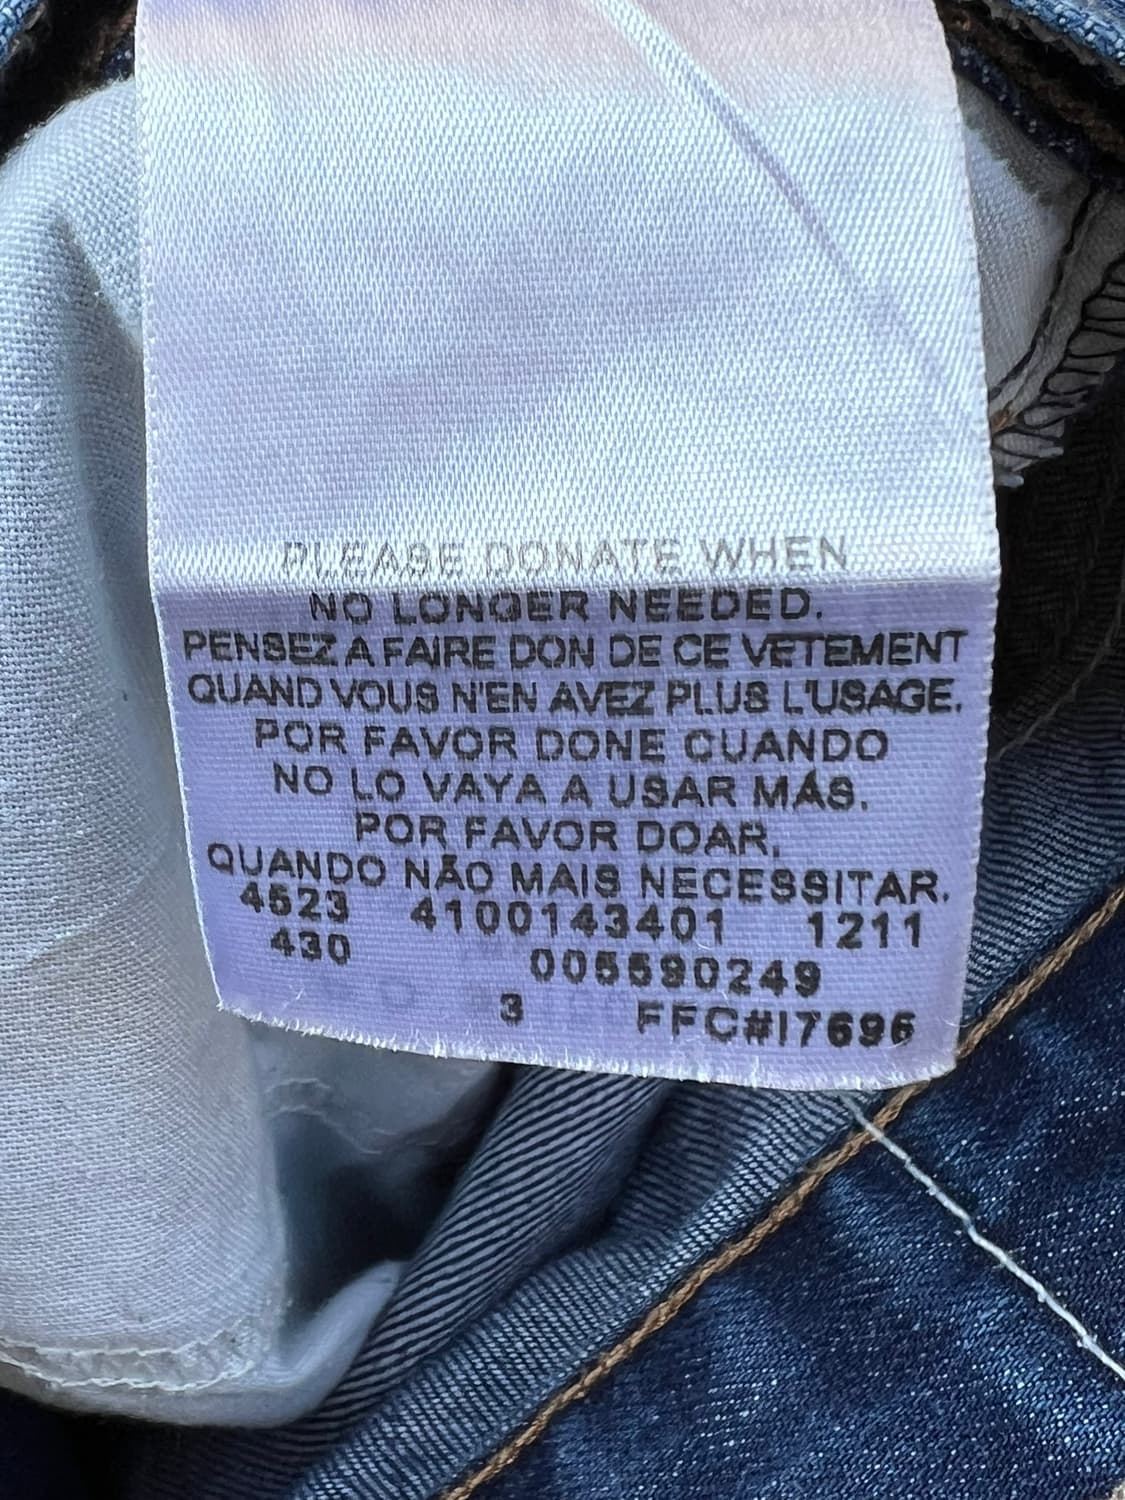 PLEASE DONATE WHEN
NO LONGER NEEDED.
PENSEZ A FAIRE DON DE CE VETEMENT
QUAND VOUS N'EN AVEZ PLUS L'USAGE.
POR FAVOR DONE CUANDO
NO LO VAYA A USAR MÁS.
POR FAVOR DOAR,
QUANDO NÃO MAIS NECESSITAR.
4523 4100143401 1211
430 005590249
3 FFC#I7696